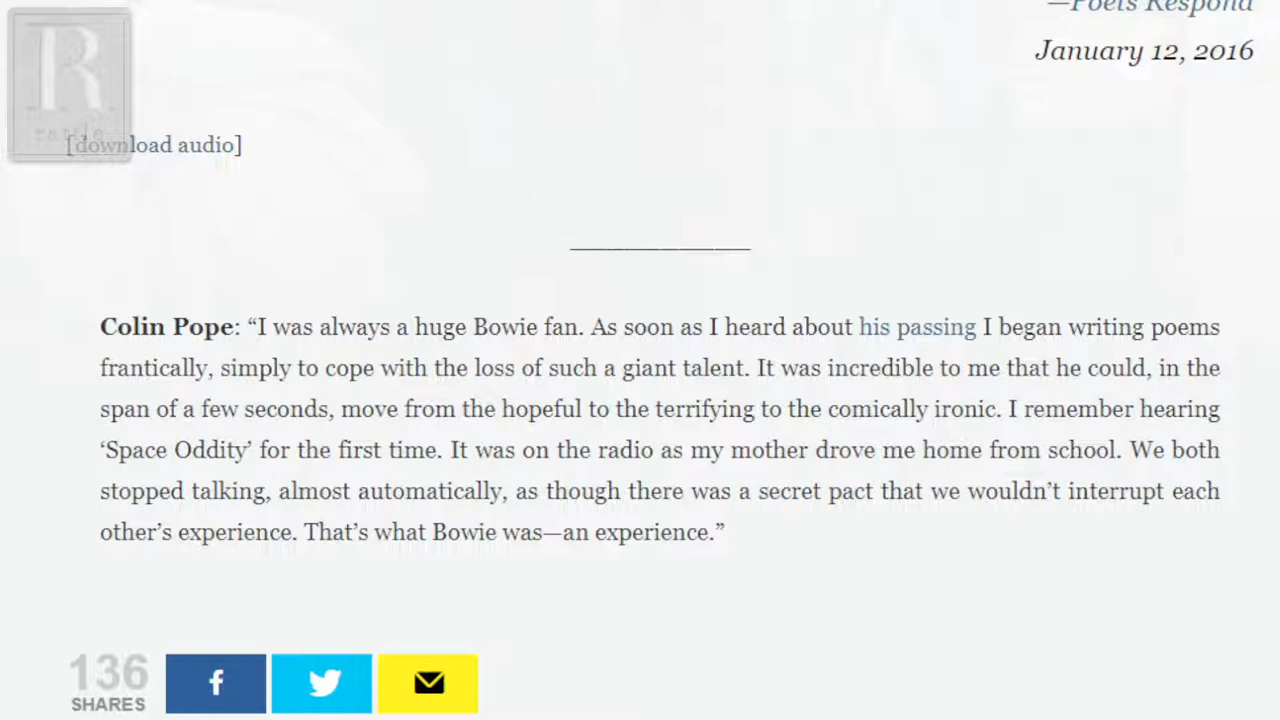 —Poets Respond
January 12, 2016
R
rattle
[download audio]
Colin Pope: “I was always a huge Bowie fan. As soon as I heard about his passing I began writing poems
frantically, simply to cope with the loss of such a giant talent. It was incredible to me that he could, in the
span of a few seconds, move from the hopeful to the terrifying to the comically ironic. I remember hearing
‘Space Oddity’ for the first time. It was on the radio as my mother drove me home from school. We both
stopped talking, almost automatically, as though there was a secret pact that we wouldn’t interrupt each
other’s experience. That’s what Bowie was—an experience.”
136
SHARES